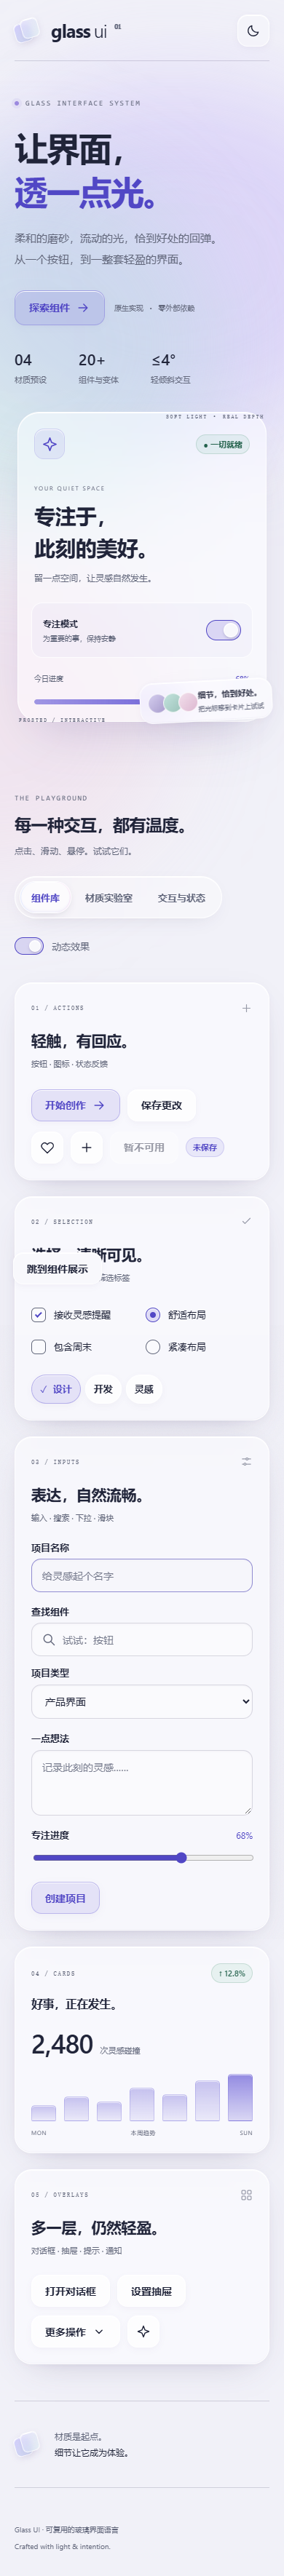 glass ui 01
GLASS INTERFACE SYSTEM
让界面，
透一点光。
柔和的磨砂，流动的光，恰到好处的回弹。
从一个按钮，到一整套轻盈的界面。
探索组件
原生实现 · 零外部依赖
04
20+
≤4°
材质预设
组件与变体
轻倾斜交互
SOFT LIGHT • REAL DEPTH
一切就绪
YOUR QUIET SPACE
专注于，
此刻的美好。
留一点空间，让灵感自然发生。
专注模式
为重要的事，保持安静
今日进度
68%
细节，恰到好处。
把光标移到卡片上试试
FROSTED / INTERACTIVE
THE PLAYGROUND
每一种交互，都有温度。
点击、滑动、悬停。试试它们。
组件库
材质实验室
交互与状态
动态效果
01 / ACTIONS
轻触，有回应。
按钮 · 图标 · 状态反馈
开始创作
保存更改
暂不可用
未保存
02 / SELECTION
选择，清晰可见。
跳到组件展示
选标签
接收灵感提醒
舒适布局
包含周末
紧凑布局
✓ 设计
开发
灵感
03 / INPUTS
表达，自然流畅。
输入 · 搜索 · 下拉 · 滑块
项目名称
给灵感起个名字
查找组件
试试：按钮
项目类型
产品界面
一点想法
记录此刻的灵感……
专注进度
68%
创建项目
04 / CARDS
↑ 12.8%
好事，正在发生。
2,480 次灵感碰撞
MON
本周趋势
SUN
05 / OVERLAYS
多一层，仍然轻盈。
对话框 · 抽屉 · 提示 · 通知
打开对话框
设置抽屉
更多操作
材质是起点。
细节让它成为体验。
Glass UI · 可复用的玻璃界面语言
Crafted with light & intention.